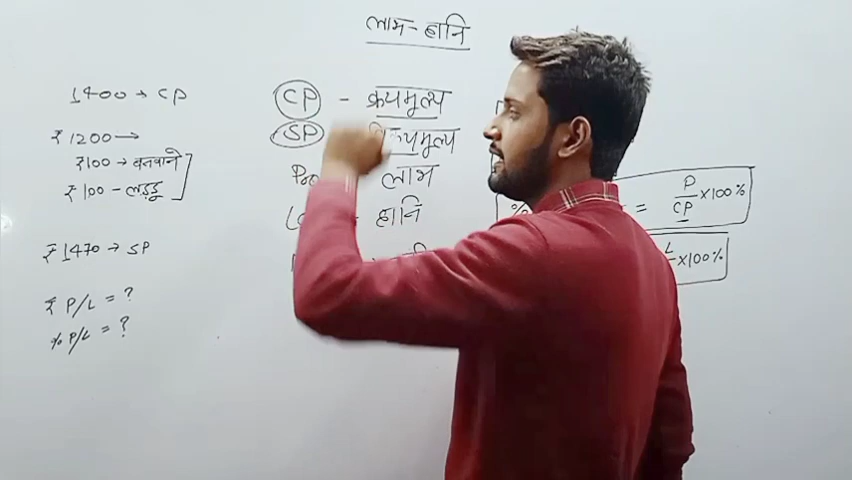 लाभ - हानि
1400 → CP
₹1200 →
₹100 → बनवाने
₹100 - लड्डू
₹1470 → SP
₹ P/L = ?
% P/L = ?
CP - क्रयमूल्य
SP
लाभ
हानि
% = P/CP × 100%
× 100%